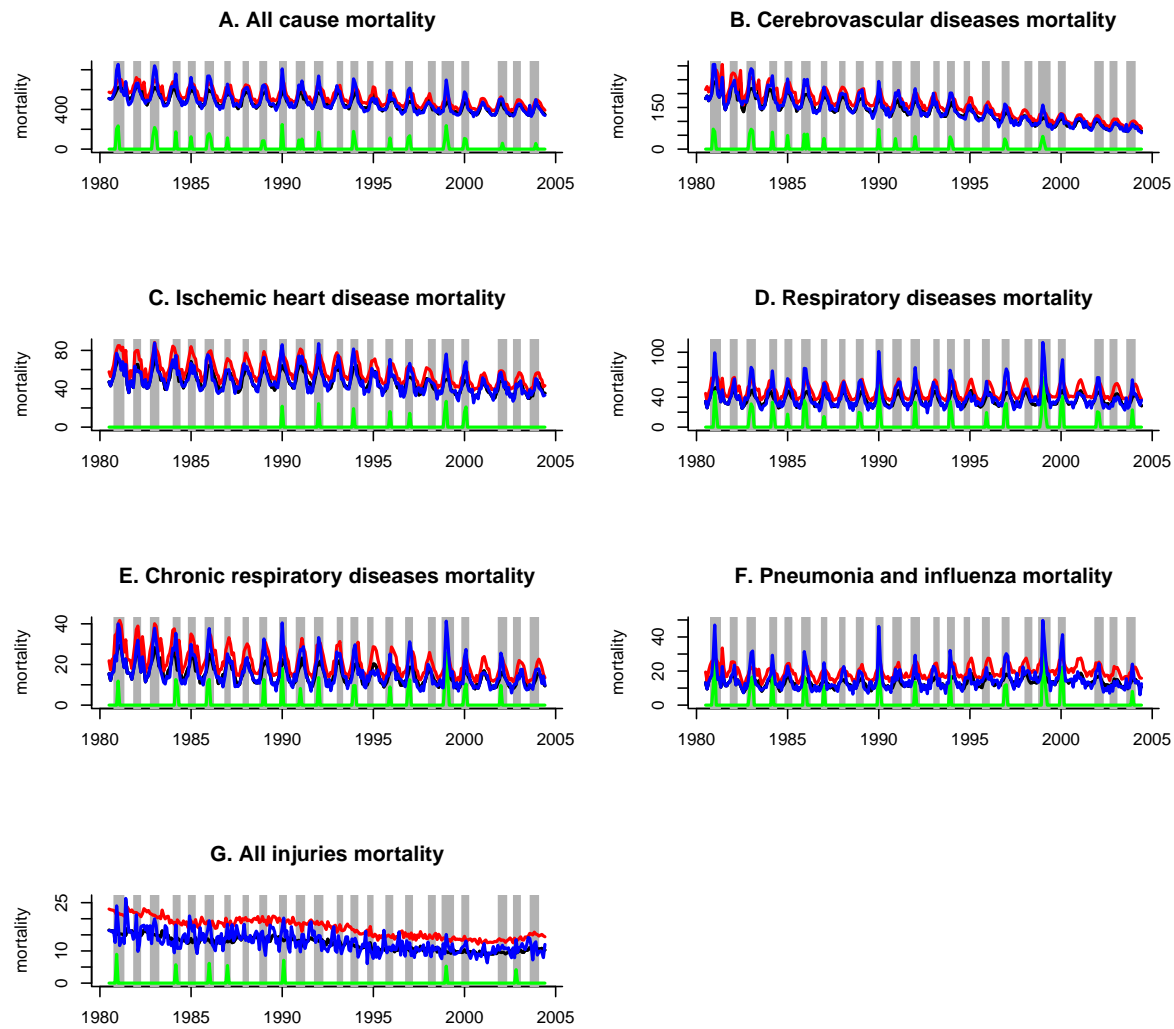 A. All cause mortality
mortality
0 400
1980 1985 1990 1995 2000 2005
B. Cerebrovascular diseases mortality
mortality
0 150
1980 1985 1990 1995 2000 2005
C. Ischemic heart disease mortality
mortality
0 40 80
1980 1985 1990 1995 2000 2005
D. Respiratory diseases mortality
mortality
0 40 100
1980 1985 1990 1995 2000 2005
E. Chronic respiratory diseases mortality
mortality
0 20 40
1980 1985 1990 1995 2000 2005
F. Pneumonia and influenza mortality
mortality
0 20 40
1980 1985 1990 1995 2000 2005
G. All injuries mortality
mortality
0 10 25
1980 1985 1990 1995 2000 2005